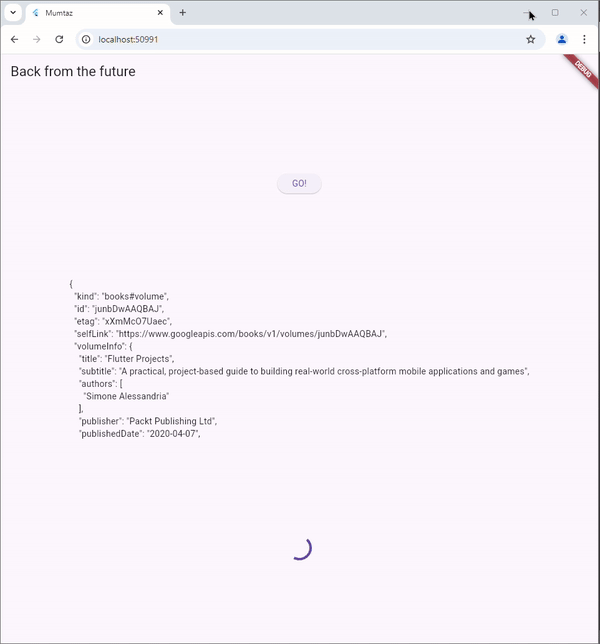 Mumtaz
localhost:50991
Back from the future
DEBUG
GO!
{
"kind": "books#volume",
"id": "junbDwAAQBAJ",
"etag": "xXmMcO7Uaec",
"selfLink": "https://www.googleapis.com/books/v1/volumes/junbDwAAQBAJ",
"volumeInfo": {
"title": "Flutter Projects",
"subtitle": "A practical, project-based guide to building real-world cross-platform mobile applications and games",
"authors": [
"Simone Alessandria"
],
"publisher": "Packt Publishing Ltd",
"publishedDate": "2020-04-07",